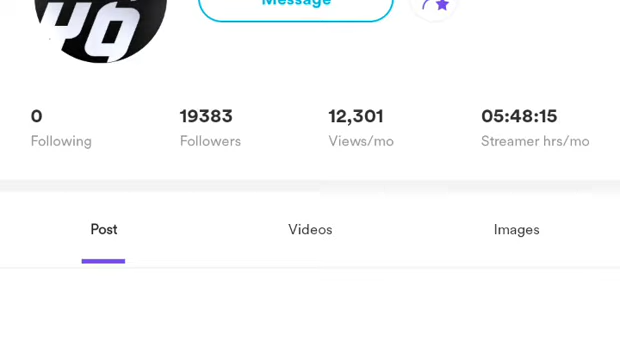 Message
0 19383 12,301 05:48:15
Following Followers Views/mo Streamer hrs/mo
Post Videos Images